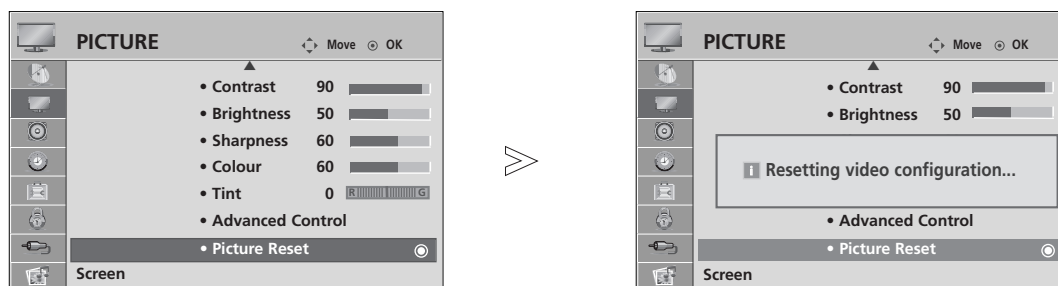 PICTURE Move OK
• Contrast 90
• Brightness 50
• Sharpness 60
• Colour 60
• Tint 0 R G
• Advanced Control
• Picture Reset
Screen
PICTURE Move OK
• Contrast 90
• Brightness 50
i Resetting video configuration...
• Advanced Control
• Picture Reset
Screen